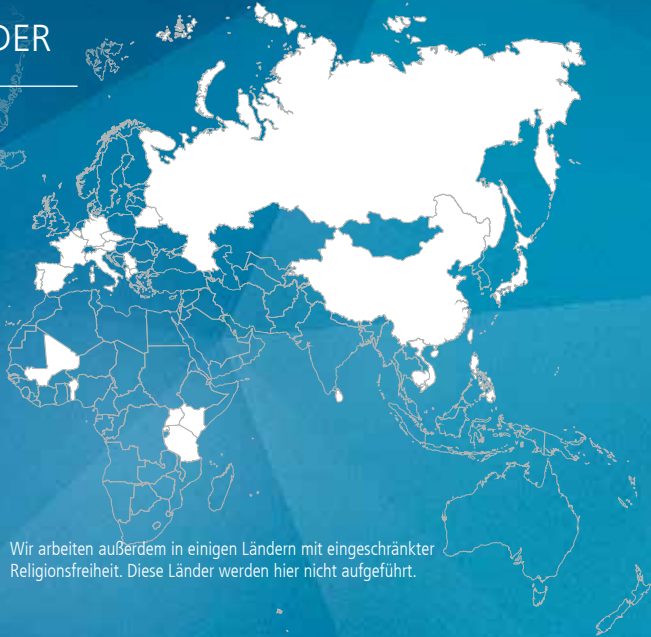 DER
Wir arbeiten außerdem in einigen Ländern mit eingeschränkter
Religionsfreiheit. Diese Länder werden hier nicht aufgeführt.